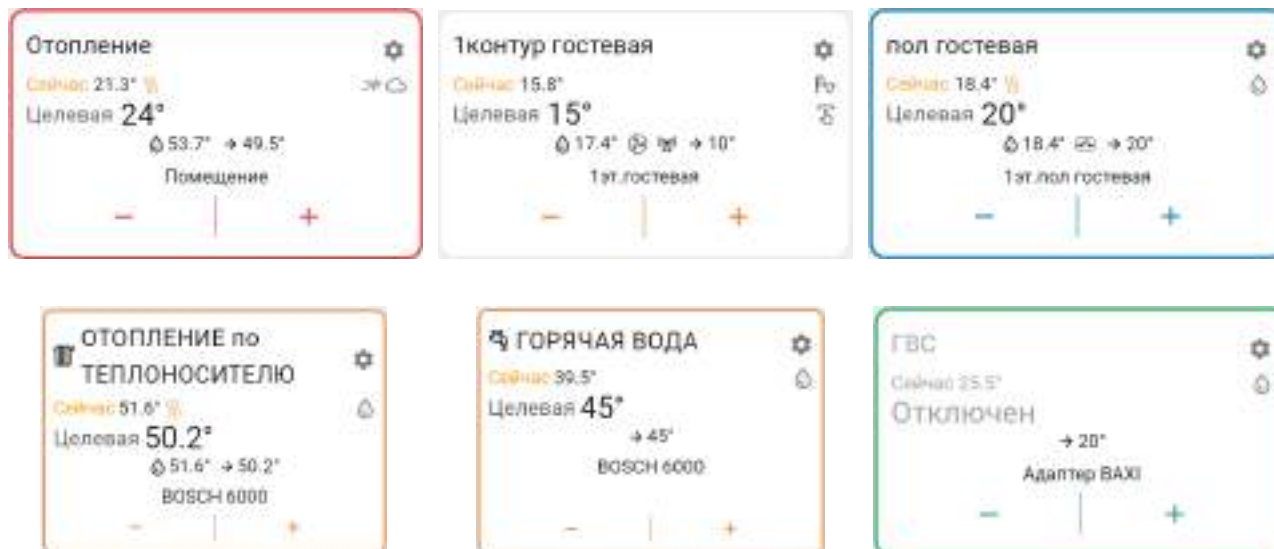 Отопление
Сейчас 21.3°
Целевая 24°
53.7° → 49.5°
Помещение
− +
1контур гостевая
Сейчас 15.8°
Целевая 15°
17.4° → 10°
1эт.гостевая
− +
пол гостевая
Сейчас 18.4°
Целевая 20°
18.4° → 20°
1эт.пол гостевая
− +
ОТОПЛЕНИЕ по
ТЕПЛОНОСИТЕЛЮ
Сейчас 51.6°
Целевая 50.2°
51.6° → 50.2°
BOSCH 6000
− +
ГОРЯЧАЯ ВОДА
Сейчас 39.5°
Целевая 45°
→ 45°
BOSCH 6000
− +
ГВС
Сейчас 25.5°
Отключен
→ 20°
Адаптер BAXI
− +